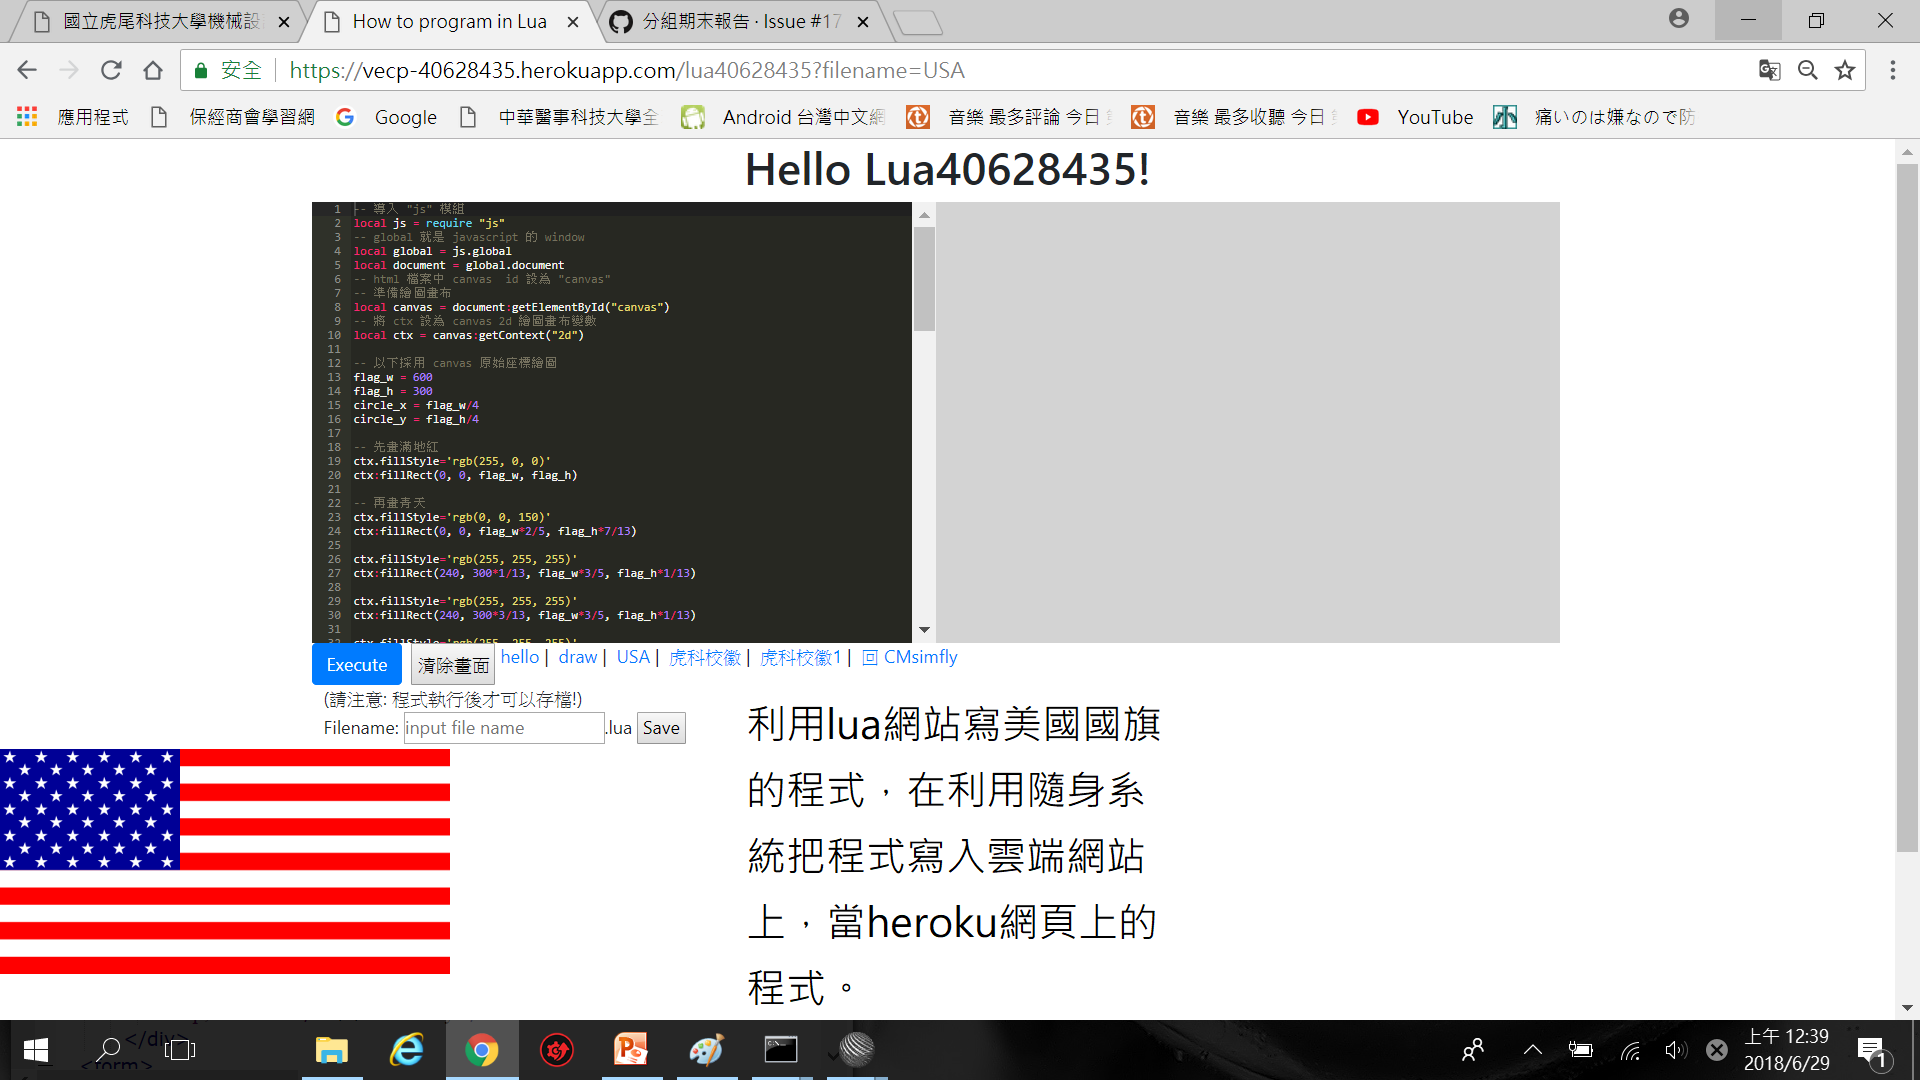 國立虎尾科技大學機械設
How to program in Lua
分組期末報告 · Issue #17
安全
https://vecp-40628435.herokuapp.com/lua40628435?filename=USA
應用程式
保經商會學習網
Google
中華醫事科技大學全
Android 台灣中文網
音樂 最多評論 今日
音樂 最多收聽 今日
YouTube
痛いのは嫌なので防
Hello Lua40628435!
1 -- 導入 "js" 模組
2 local js = require "js"
3 -- global 就是 javascript 的 window
4 local global = js.global
5 local document = global.document
6 -- html 檔案中 canvas  id 設為 "canvas"
7 -- 準備繪圖畫布
8 local canvas = document:getElementById("canvas")
9 -- 將 ctx 設為 canvas 2d 繪圖畫布變數
10 local ctx = canvas:getContext("2d")
11
12 -- 以下採用 canvas 原始座標繪圖
13 flag_w = 600
14 flag_h = 300
15 circle_x = flag_w/4
16 circle_y = flag_h/4
17
18 -- 先畫滿地紅
19 ctx.fillStyle='rgb(255, 0, 0)'
20 ctx:fillRect(0, 0, flag_w, flag_h)
21
22 -- 再畫青天
23 ctx.fillStyle='rgb(0, 0, 150)'
24 ctx:fillRect(0, 0, flag_w*2/5, flag_h*7/13)
25
26 ctx.fillStyle='rgb(255, 255, 255)'
27 ctx:fillRect(240, 300*1/13, flag_w*3/5, flag_h*1/13)
28
29 ctx.fillStyle='rgb(255, 255, 255)'
30 ctx:fillRect(240, 300*3/13, flag_w*3/5, flag_h*1/13)
31
32 ctx.fillStyle='rgb(255, 255, 255)'
Execute 清除畫面 hello | draw | USA | 虎科校徽 | 虎科校徽1 | 回 CMsimfly
(請注意: 程式執行後才可以存檔!)
Filename: input file name .lua Save
利用lua網站寫美國國旗
的程式，在利用隨身系
統把程式寫入雲端網站
上，當heroku網頁上的
程式。
</div>
<form>
上午 12:39
2018/6/29
1